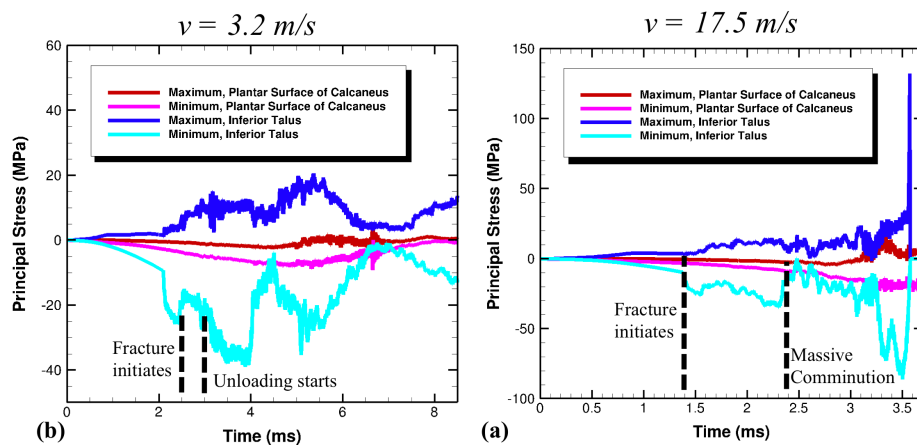 v = 3.2 m/s
v = 17.5 m/s
60
40
20
0
-20
-40
Principal Stress (MPa)
Maximum, Plantar Surface of Calcaneus
Minimum, Plantar Surface of Calcaneus
Maximum, Inferior Talus
Minimum, Inferior Talus
Fracture
initiates
Unloading starts
0
2
4
6
8
Time (ms)
(b)
150
100
50
0
-50
-100
Principal Stress (MPa)
Maximum, Plantar Surface of Calcaneus
Minimum, Plantar Surface of Calcaneus
Maximum, Inferior Talus
Minimum, Inferior Talus
Fracture
initiates
Massive
Comminution
0
0.5
1
1.5
2
2.5
3
3.5
Time (ms)
(a)